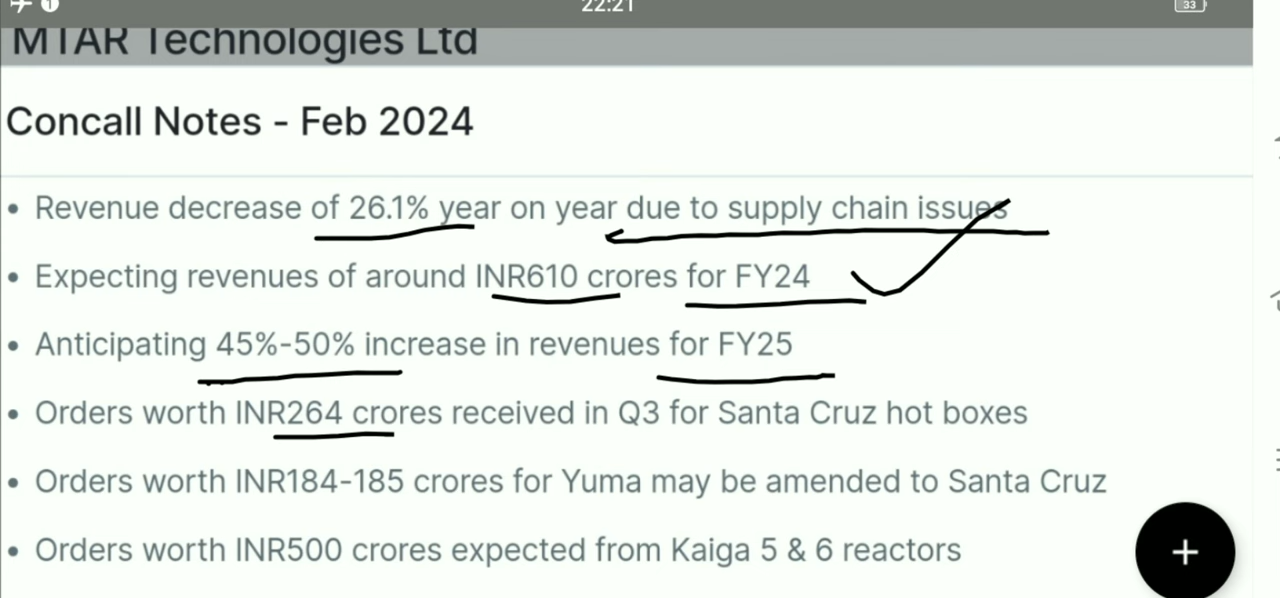 22:21
33
MTAR Technologies Ltd
Concall Notes - Feb 2024
• Revenue decrease of 26.1% year on year due to supply chain issues
• Expecting revenues of around INR610 crores for FY24
• Anticipating 45%-50% increase in revenues for FY25
• Orders worth INR264 crores received in Q3 for Santa Cruz hot boxes
• Orders worth INR184-185 crores for Yuma may be amended to Santa Cruz
• Orders worth INR500 crores expected from Kaiga 5 & 6 reactors
+